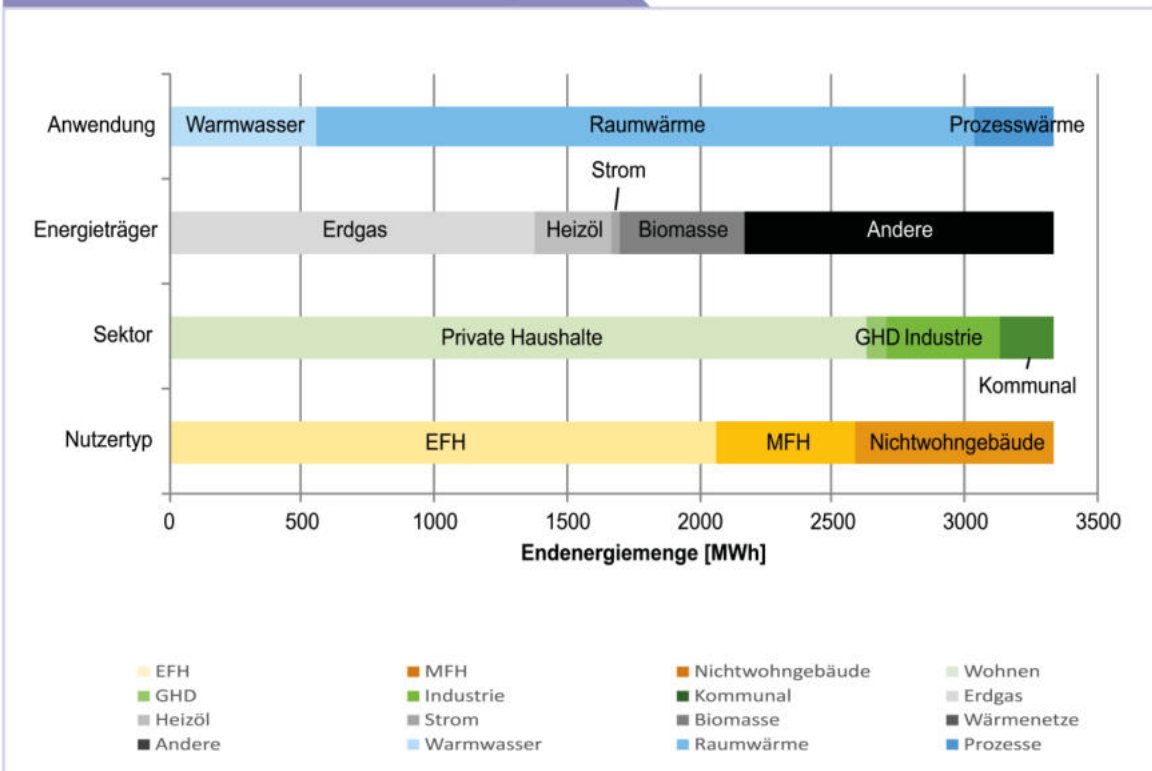 Anwendung
Warmwasser Raumwärme Prozesswärme
Strom
Energieträger
Erdgas Heizöl Biomasse Andere
Sektor
Private Haushalte GHD Industrie
Kommunal
Nutzertyp
EFH MFH Nichtwohngebäude
0 500 1000 1500 2000 2500 3000 3500
Endenergiemenge [MWh]
EFH MFH Nichtwohngebäude Wohnen
GHD Industrie Kommunal Erdgas
Heizöl Strom Biomasse Wärmenetze
Andere Warmwasser Raumwärme Prozesse